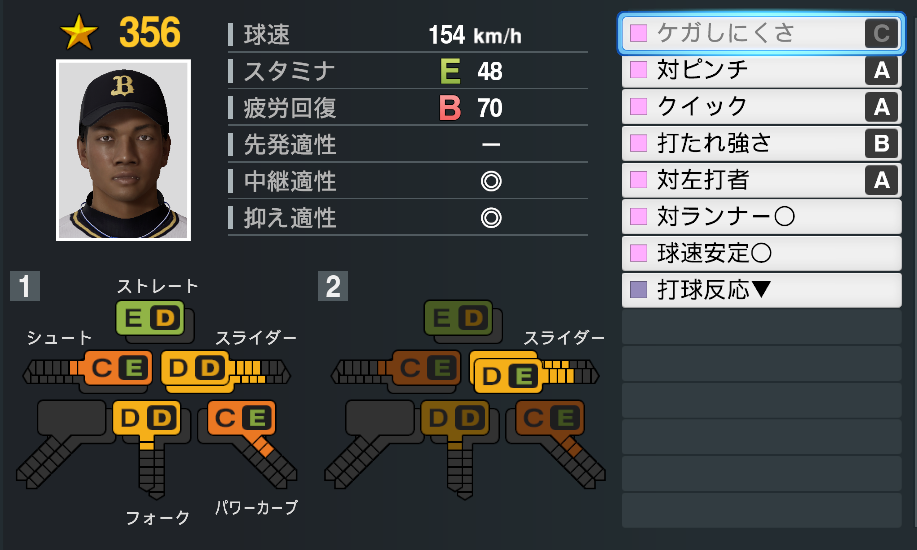 ★ 356
B
球速 154 km/h
スタミナ E 48
疲労回復 B 70
先発適性 ー
中継適性 ◎
抑え適性 ◎
ケガしにくさ C
対ピンチ A
クイック A
打たれ強さ B
対左打者 A
対ランナー○
球速安定○
打球反応▼
1
ストレート
E D
シュート
C E
スライダー
D D
D D
C E
フォーク
パワーカーブ
2
E D
C E
スライダー
D E
D D
C E